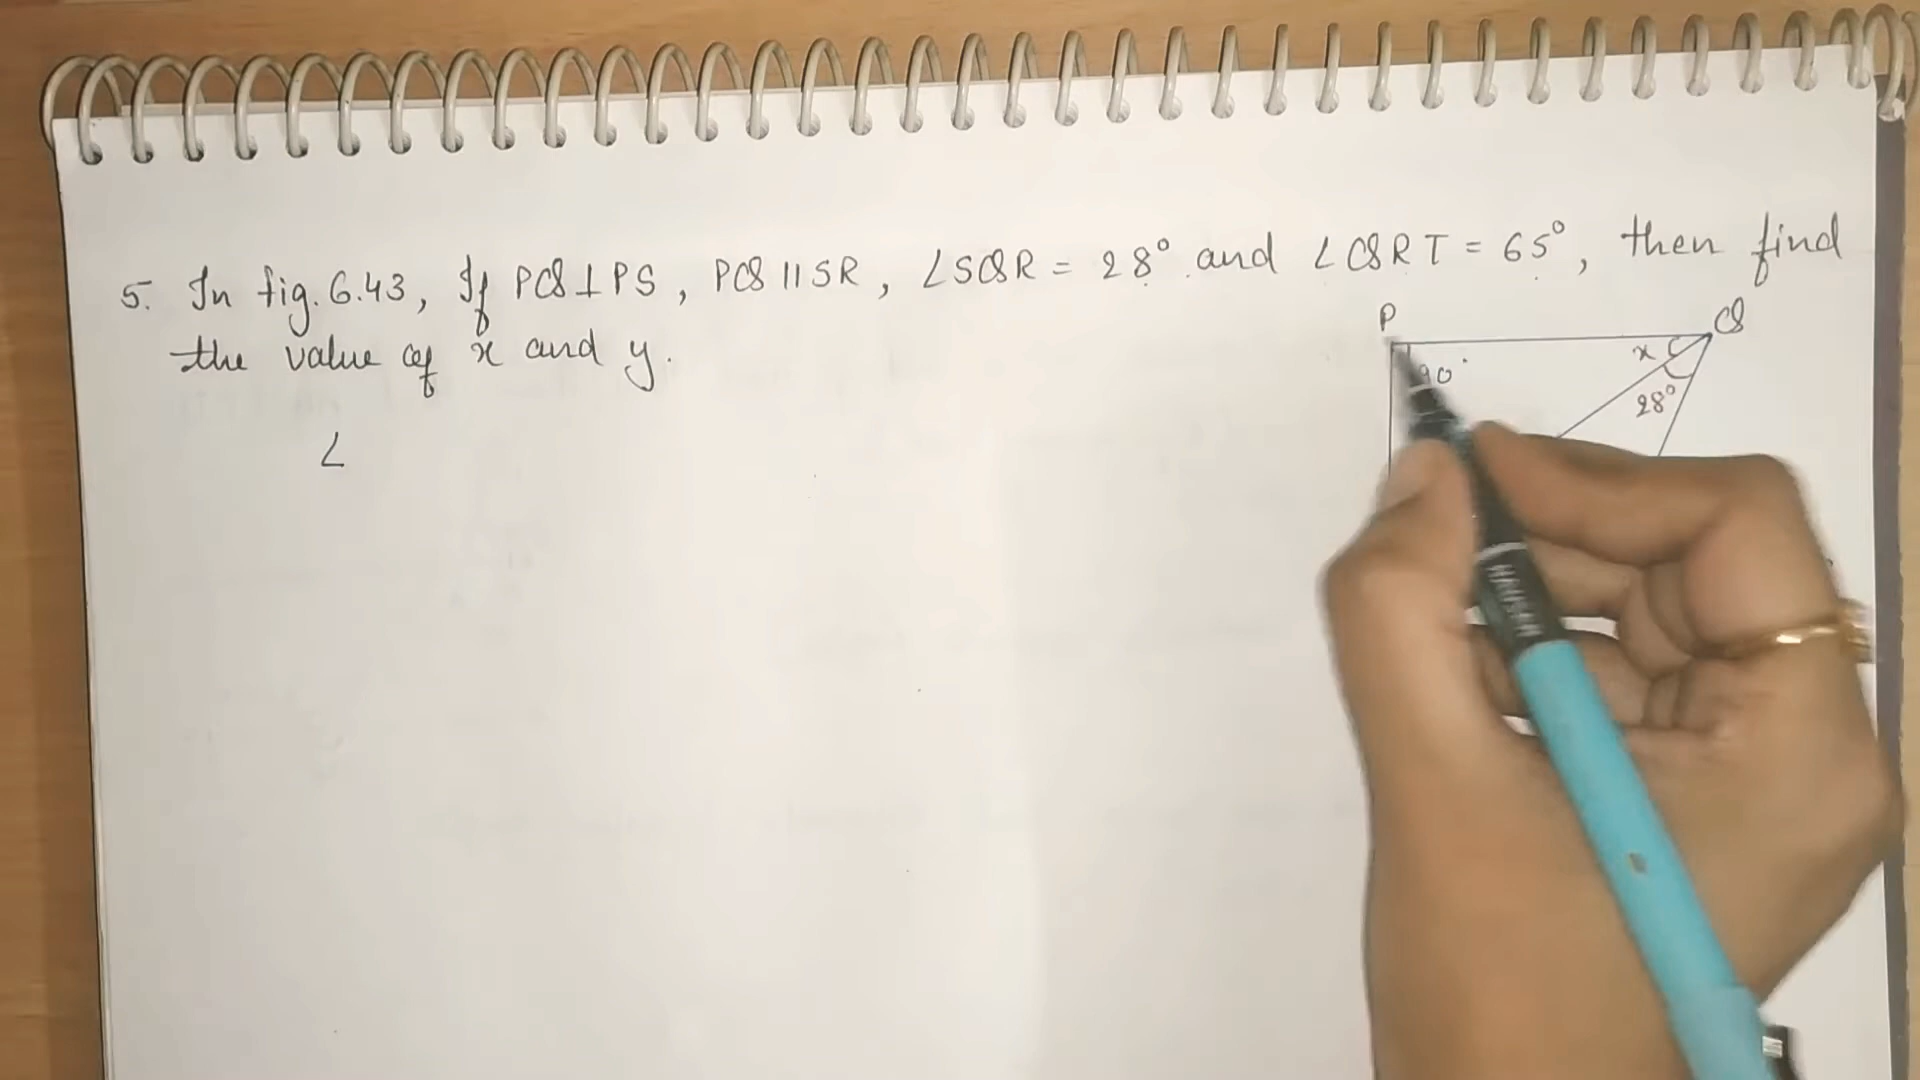 5. In fig. 6.43, If PQ ⊥ PS, PQ || SR, ∠SQR = 28° and ∠QRT = 65°, then find
the value of x and y.
P
Q
x
90°
28°
∠